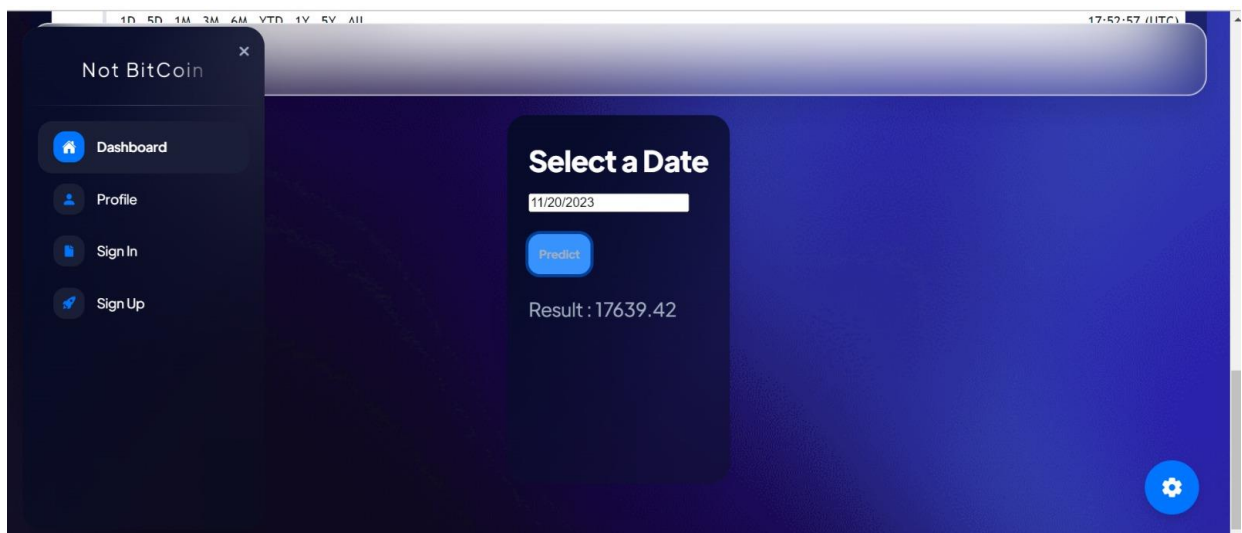 1D 5D 1M 3M 6M YTD 1Y 5Y All
17:52:57 (UTC)
×
Not BitCoin
Dashboard
Profile
Sign In
Sign Up
Select a Date
11/20/2023
Predict
Result : 17639.42